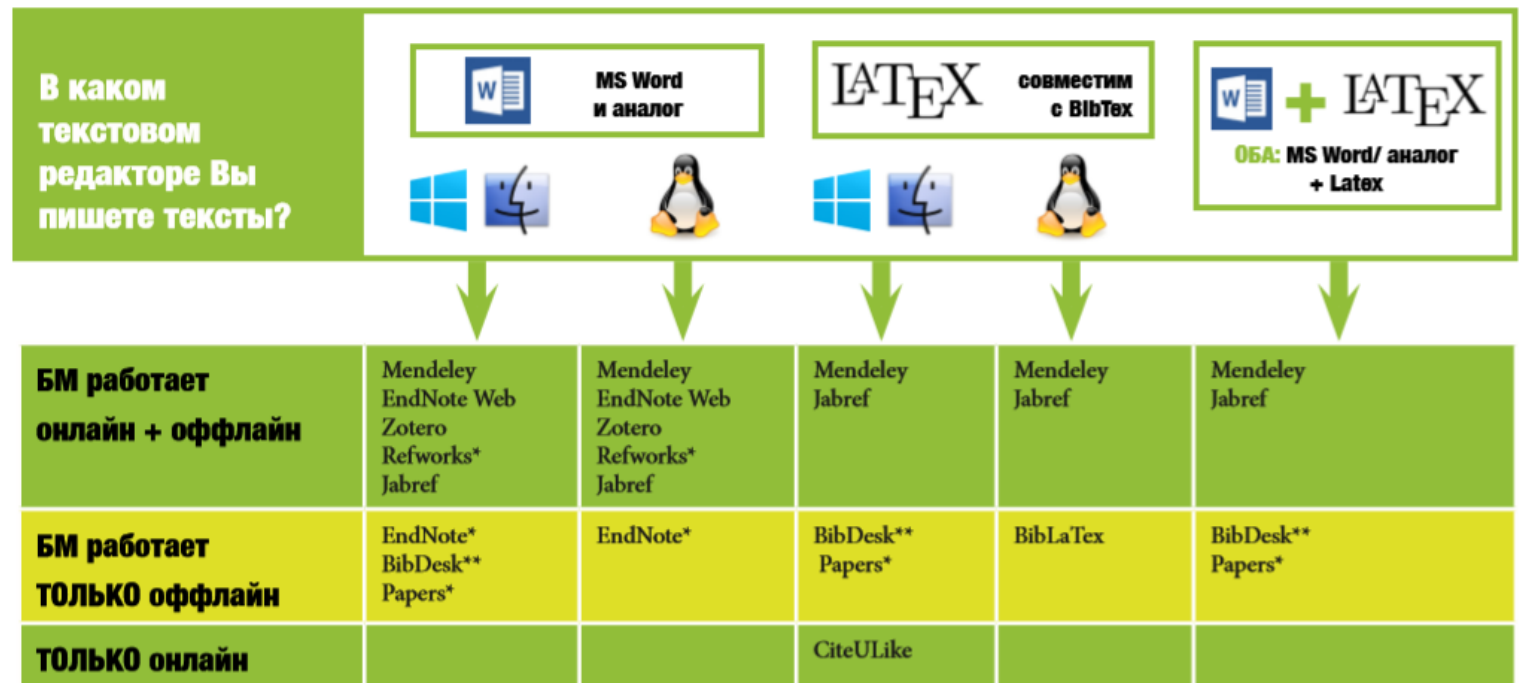 В каком
текстовом
редакторе Вы
пишете тексты?
W
MS Word
и аналог
LATEX
совместим
с BibTex
W + LATEX
ОБА: MS Word/ аналог
+ Latex
БМ работает
онлайн + оффлайн
Mendeley
EndNote Web
Zotero
Refworks*
Jabref
Mendeley
EndNote Web
Zotero
Refworks*
Jabref
Mendeley
Jabref
Mendeley
Jabref
Mendeley
Jabref
БМ работает
ТОЛЬКО оффлайн
EndNote*
BibDesk**
Papers*
EndNote*
BibDesk**
Papers*
BibLaTex
BibDesk**
Papers*
ТОЛЬКО онлайн
CiteULike